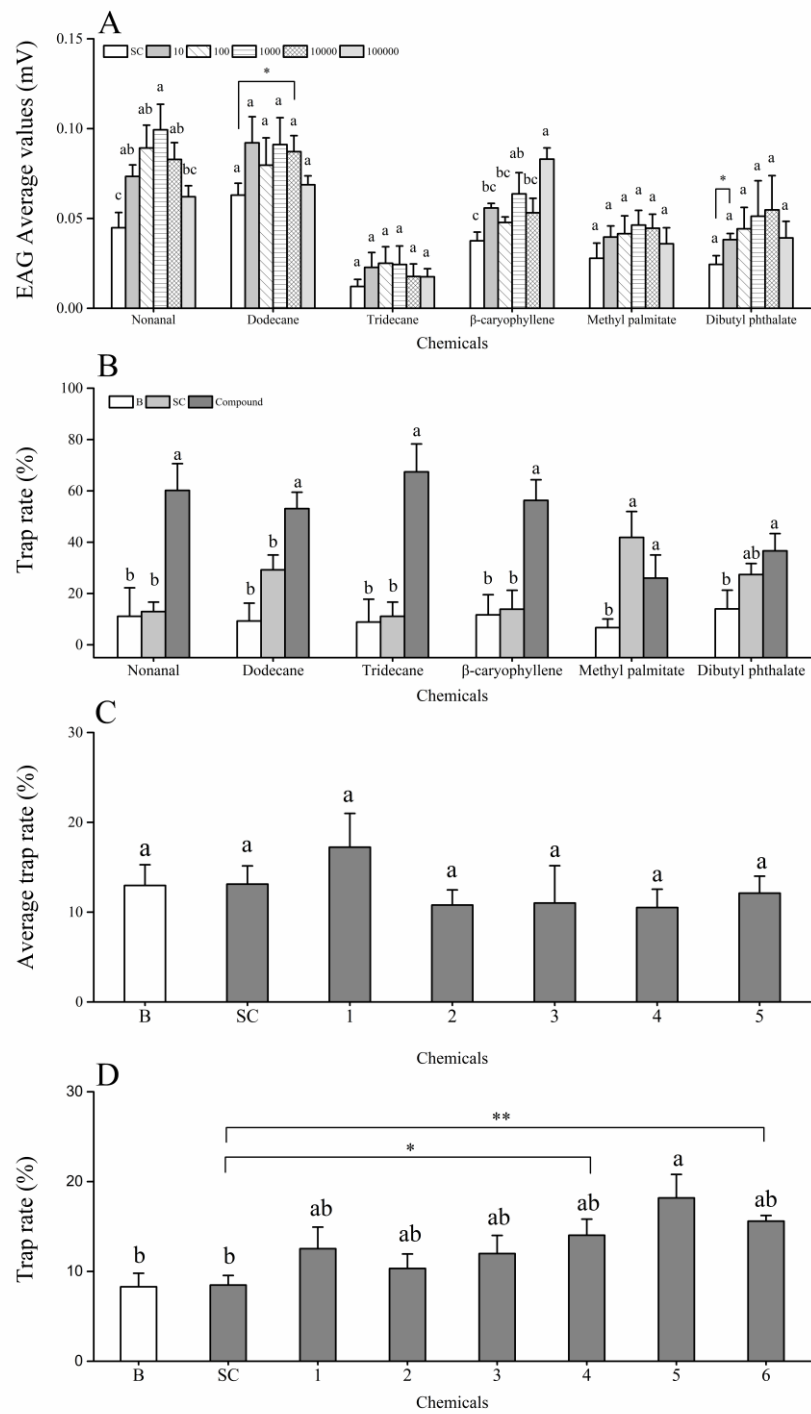 A
EAG Average values (mV)
0.15
0.10
0.05
0.00
SC 10 100 1000 10000 100000
c ab ab a ab bc
*
a a a a a a
a a a a a a
c bc bc ab bc a
a a a a a a
*
a a a a a a
Nonanal Dodecane Tridecane β-caryophyllene Methyl palmitate Dibutyl phthalate
Chemicals
B
Trap rate (%)
100
80
60
40
20
0
B SC Compound
b b a b b a b b a b b a b a a b ab a
Nonanal Dodecane Tridecane β-caryophyllene Methyl palmitate Dibutyl phthalate
Chemicals
C
Average trap rate (%)
30
20
10
0
a a a a a a a
B SC 1 2 3 4 5
Chemicals
D
Trap rate (%)
30
20
10
0
**
*
b b ab ab ab ab a ab
B SC 1 2 3 4 5 6
Chemicals